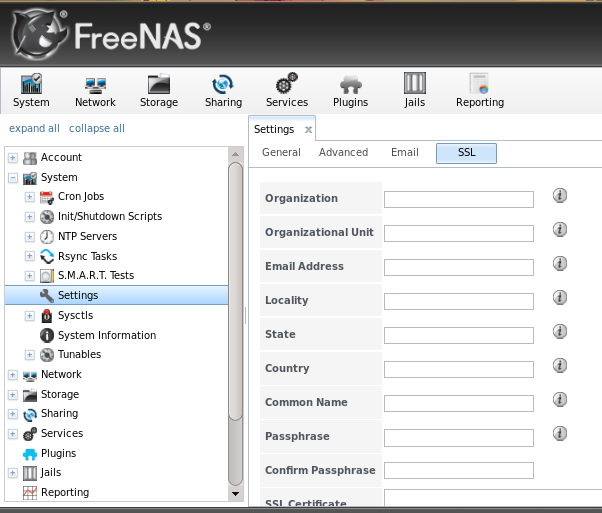 FreeNAS®
System Network Storage Sharing Services Plugins Jails Reporting
expand all collapse all
Settings x
General Advanced Email SSL
Account
System
Cron Jobs
Init/Shutdown Scripts
NTP Servers
Rsync Tasks
S.M.A.R.T. Tests
Settings
Sysctls
System Information
Tunables
Network
Storage
Sharing
Services
Plugins
Jails
Reporting
Organization
Organizational Unit
Email Address
Locality
State
Country
Common Name
Passphrase
Confirm Passphrase
SSL Certificate